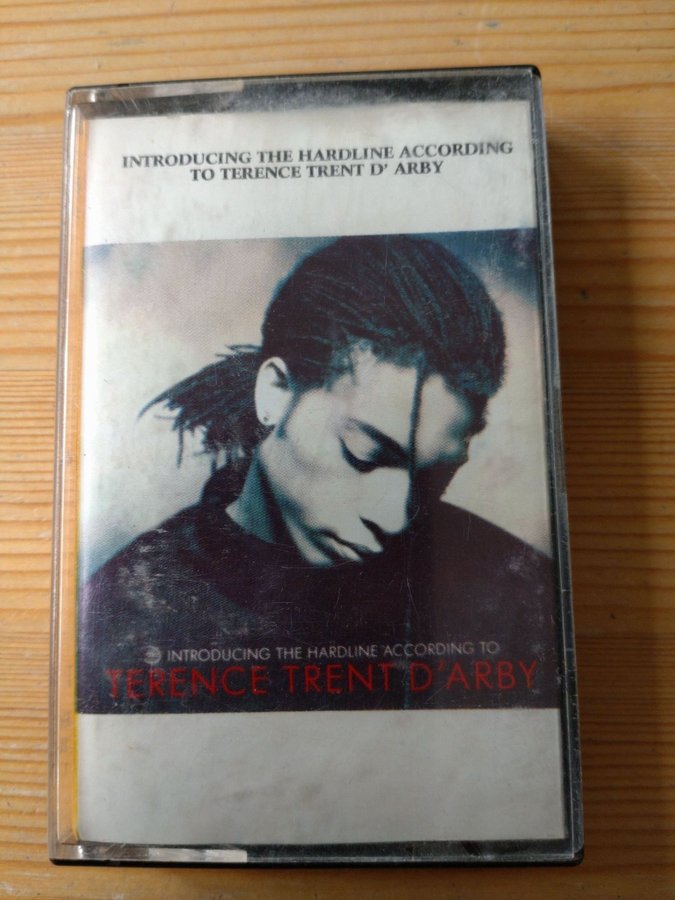 INTRODUCING THE HARDLINE ACCORDING
TO TERENCE TRENT D' ARBY
INTRODUCING THE HARDLINE ACCORDING TO
TERENCE TRENT D'ARBY